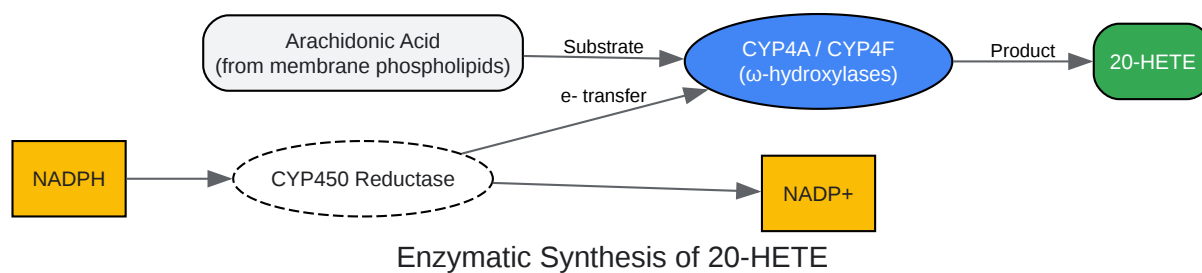 Arachidonic Acid
(from membrane phospholipids)
Substrate
CYP4A / CYP4F
(ω-hydroxylases)
Product
20-HETE
e- transfer
NADPH
CYP450 Reductase
NADP+
Enzymatic Synthesis of 20-HETE